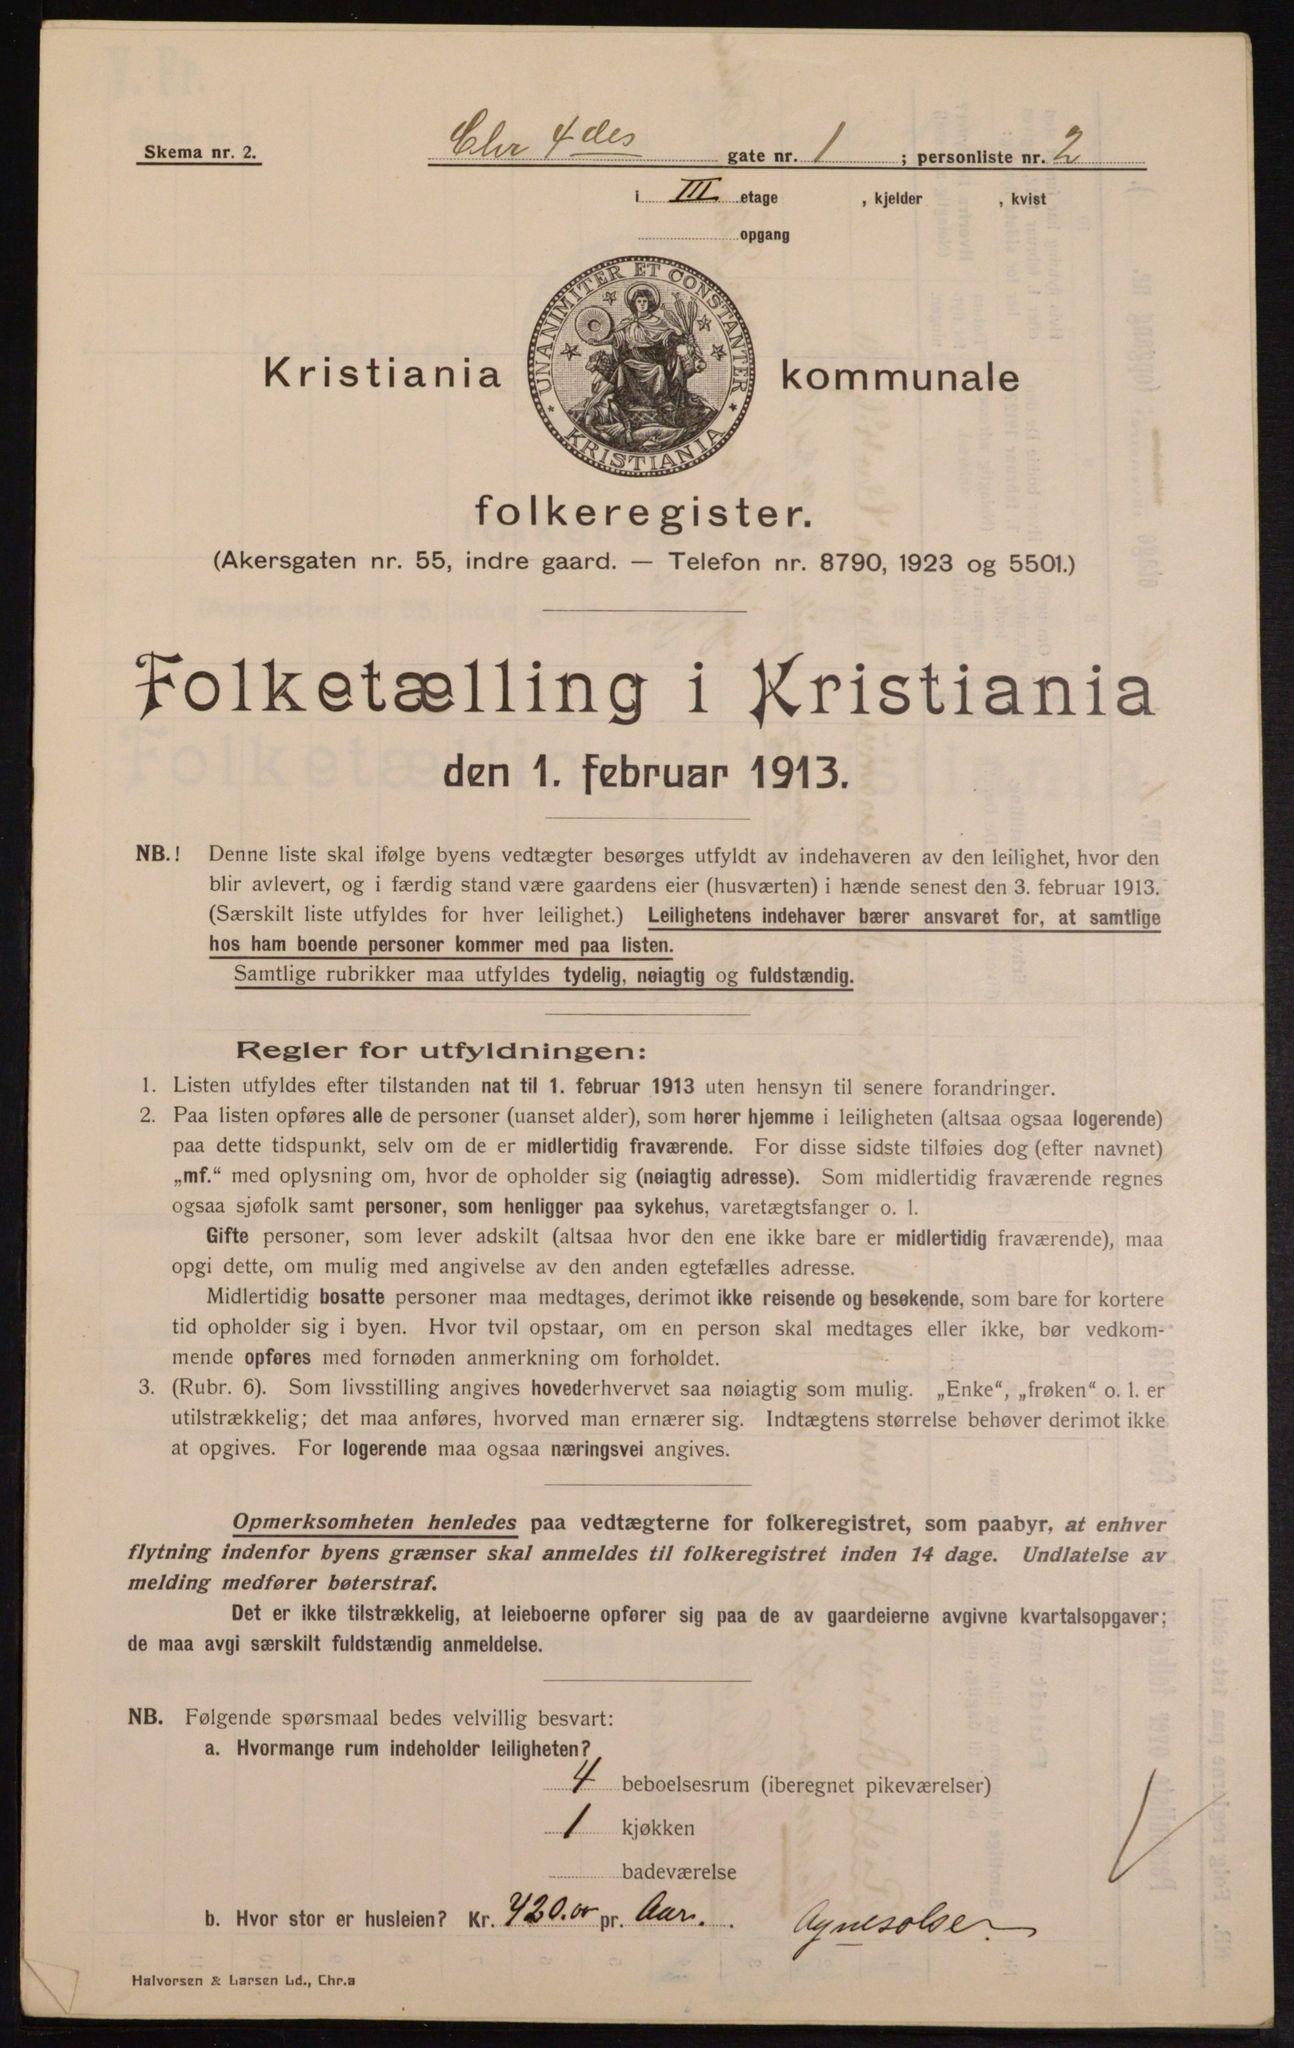 Skema nr. 2.
Chr 4des gate nr. 1 ; personliste nr. 2
i III etage , kjelder , kvist
opgang
UNANIMITER ET CONSTANTER
KRISTIANIA
Kristiania kommunale
folkeregister.
(Akersgaten nr. 55, indre gaard. — Telefon nr. 8790, 1923 og 5501.)
Folketælling i Kristiania
den 1. februar 1913.
NB.! Denne liste skal ifølge byens vedtægter besørges utfyldt av indehaveren av den leilighet, hvor den
blir avlevert, og i færdig stand være gaardens eier (husværten) i hænde senest den 3. februar 1913.
(Særskilt liste utfyldes for hver leilighet.) Leilighetens indehaver bærer ansvaret for, at samtlige
hos ham boende personer kommer med paa listen.
Samtlige rubrikker maa utfyldes tydelig, nøiagtig og fuldstændig.
Regler for utfyldningen:
1. Listen utfyldes efter tilstanden nat til 1. februar 1913 uten hensyn til senere forandringer.
2. Paa listen opføres alle de personer (uanset alder), som hører hjemme i leiligheten (altsaa ogsaa logerende)
paa dette tidspunkt, selv om de er midlertidig fraværende. For disse sidste tilføies dog (efter navnet)
„mf.“ med oplysning om, hvor de opholder sig (nøiagtig adresse). Som midlertidig fraværende regnes
ogsaa sjøfolk samt personer, som henligger paa sykehus, varetægtsfanger o. l.
Gifte personer, som lever adskilt (altsaa hvor den ene ikke bare er midlertidig fraværende), maa
opgi dette, om mulig med angivelse av den anden egtefælles adresse.
Midlertidig bosatte personer maa medtages, derimot ikke reisende og besøkende, som bare for kortere
tid opholder sig i byen. Hvor tvil opstaar, om en person skal medtages eller ikke, bør vedkom-
mende opføres med fornøden anmerkning om forholdet.
3. (Rubr. 6). Som livsstilling angives hovederhvervet saa nøiagtig som mulig. „Enke“, „frøken“ o. l. er
utilstrækkelig; det maa anføres, hvorved man ernærer sig. Indtægtens størrelse behøver derimot ikke
at opgives. For logerende maa ogsaa næringsvei angives.
Opmerksomheten henledes paa vedtægterne for folkeregistret, som paabyr, at enhver
flytning indenfor byens grænser skal anmeldes til folkeregistret inden 14 dage. Undlatelse av
melding medfører bøterstraf.
Det er ikke tilstrækkelig, at leieboerne opfører sig paa de av gaardeierne avgivne kvartalsopgaver;
de maa avgi særskilt fuldstændig anmeldelse.
NB. Følgende spørsmaal bedes velvillig besvart:
a. Hvormange rum indeholder leiligheten?
4 beboelsesrum (iberegnet pikeværelser)
1 kjøkken
badeværelse
b. Hvor stor er husleien? Kr. 420.00 pr. Aar.
Agnes Olsen
Halvorsen & Larsen Ld., Chr.a